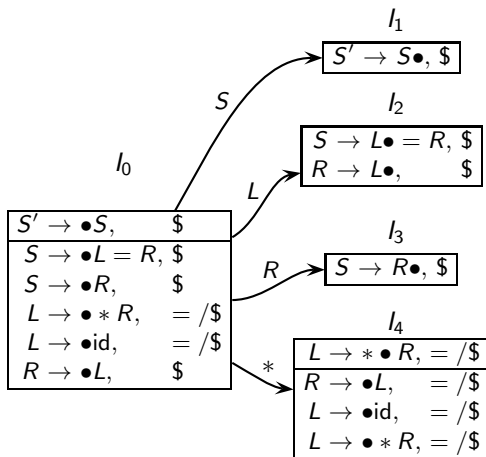 I₁
S′ → S•, $
S
I₂
S → L• = R, $
R → L•, $
I₀
L
S′ → •S, $
S → •L = R, $
S → •R, $
L → • * R, = /$
L → •id, = /$
R → •L, $
I₃
R
S → R•, $
I₄
*
L → * • R, = /$
R → •L, = /$
L → •id, = /$
L → • * R, = /$